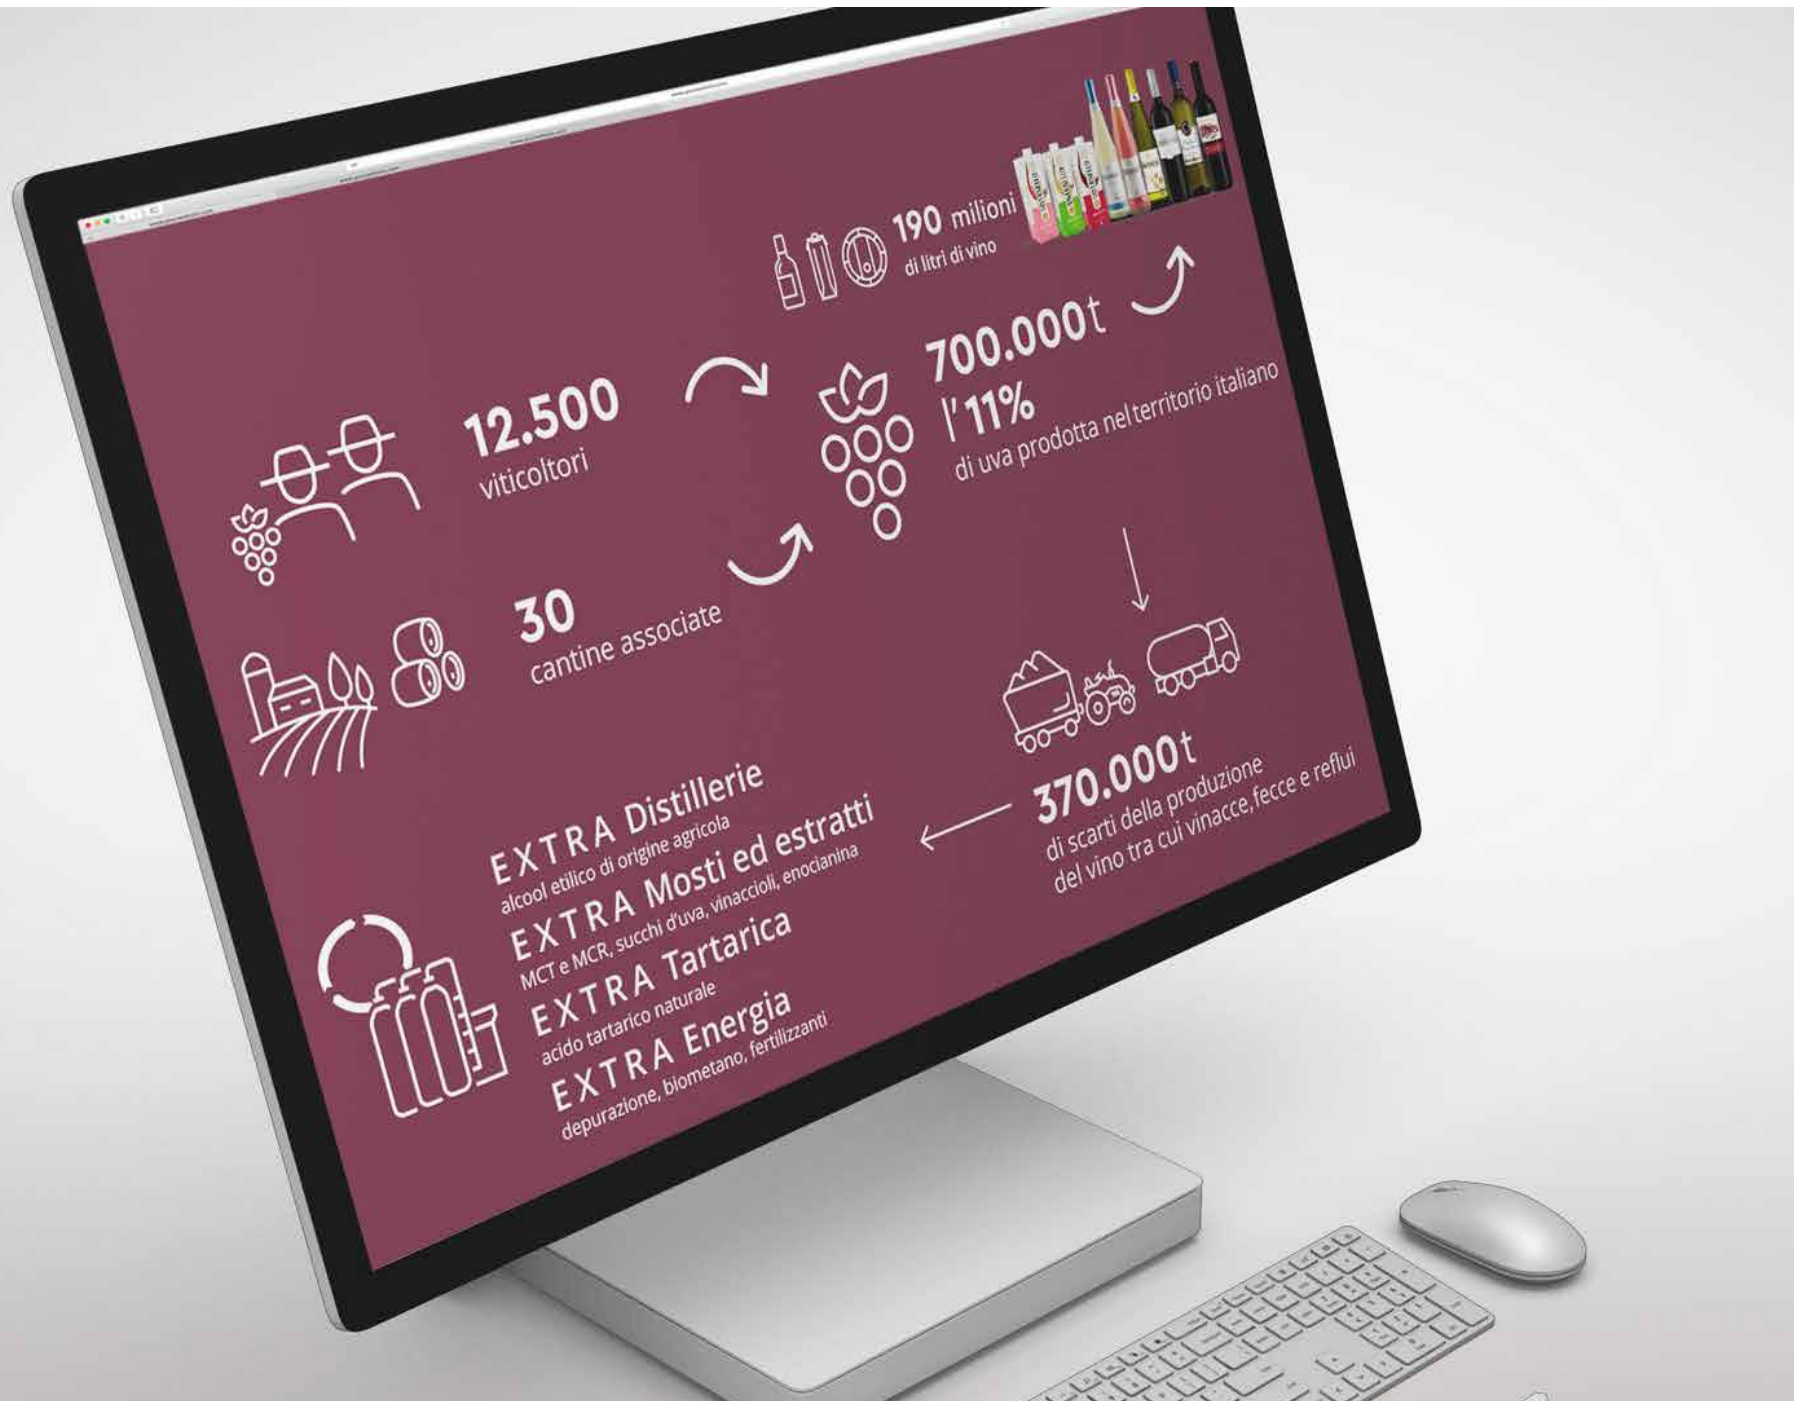 190 milioni
di litri di vino
12.500
viticoltori
700.000t
l'11%
di uva prodotta nel territorio italiano
30
cantine associate
370.000t
di scarti della produzione
del vino tra cui vinacce, fecce e reflui
EXTRA Distillerie
alcool etilico di origine agricola
EXTRA Mosti ed estratti
MCT e MCR, succhi d'uva, vinaccioli, enocianina
EXTRA Tartarica
acido tartarico naturale
EXTRA Energia
depurazione, biometano, fertilizzanti